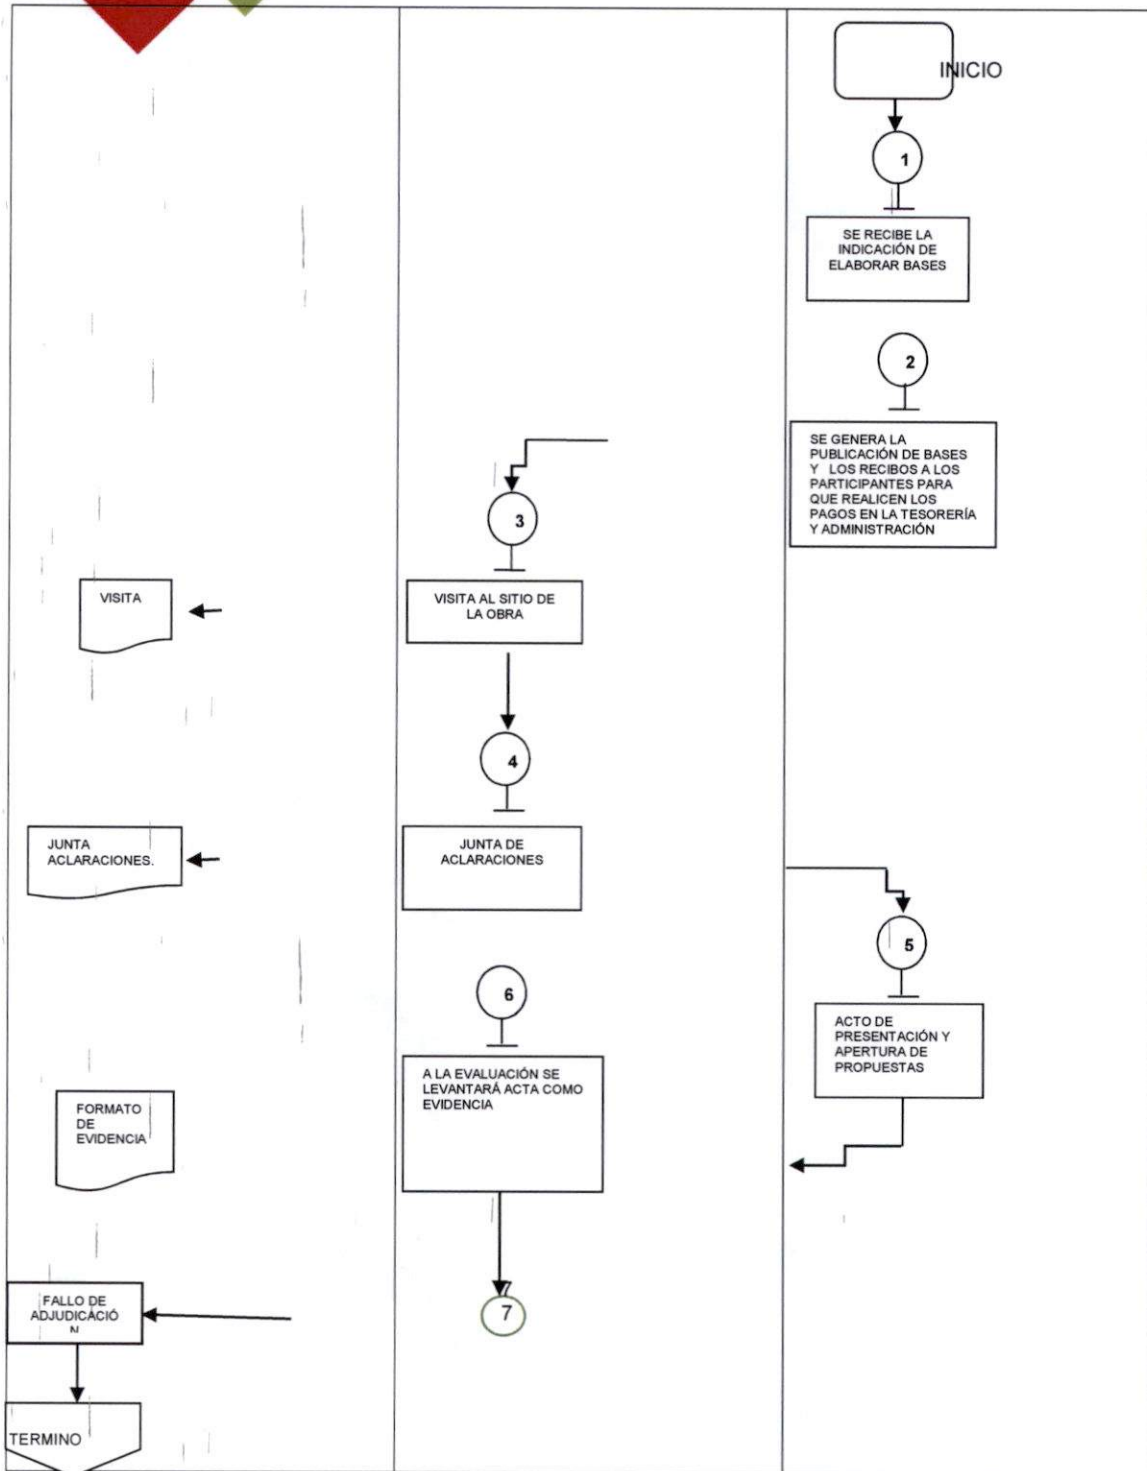 INICIO
1
SE RECIBE LA
INDICACIÓN DE
ELABORAR BASES
2
SE GENERA LA
PUBLICACIÓN DE BASES
Y LOS RECIBOS A LOS
PARTICIPANTES PARA
QUE REALICEN LOS
PAGOS EN LA TESORERÍA
Y ADMINISTRACIÓN
3
VISITA AL SITIO DE
LA OBRA
VISITA
4
JUNTA DE
ACLARACIONES
JUNTA
ACLARACIONES.
5
ACTO DE
PRESENTACIÓN Y
APERTURA DE
PROPUESTAS
6
A LA EVALUACIÓN SE
LEVANTARÁ ACTA COMO
EVIDENCIA
FORMATO
DE
EVIDENCIA
7
7
FALLO DE
ADJUDICACIÓ
N
TERMINO